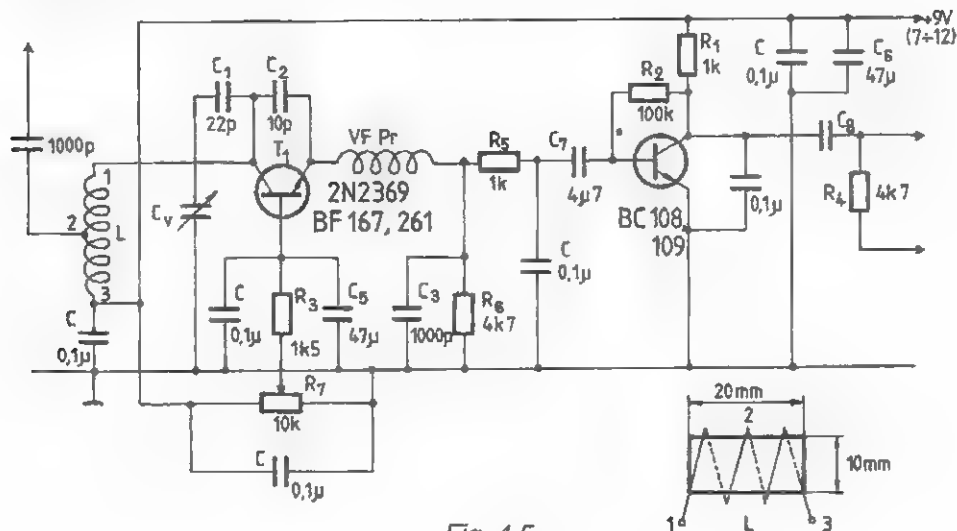 +9V
(7÷12)
C1
22p
C2
10p
R2
100k
R1
1k
C
0,1µ
C6
47µ
1000p
T1
VF Pr
2N2369
BF 167, 261
R5
1k
C7
4µ7
C8
1
2
L
3
Cv
BC 108,
109
0,1µ
R4
4k7
C
0,1µ
C
0,1µ
C
0,1µ
R3
1k5
C5
47µ
C3
1000p
R6
4k7
R7
10k
C
0,1µ
20mm
2
10mm
1
L
3